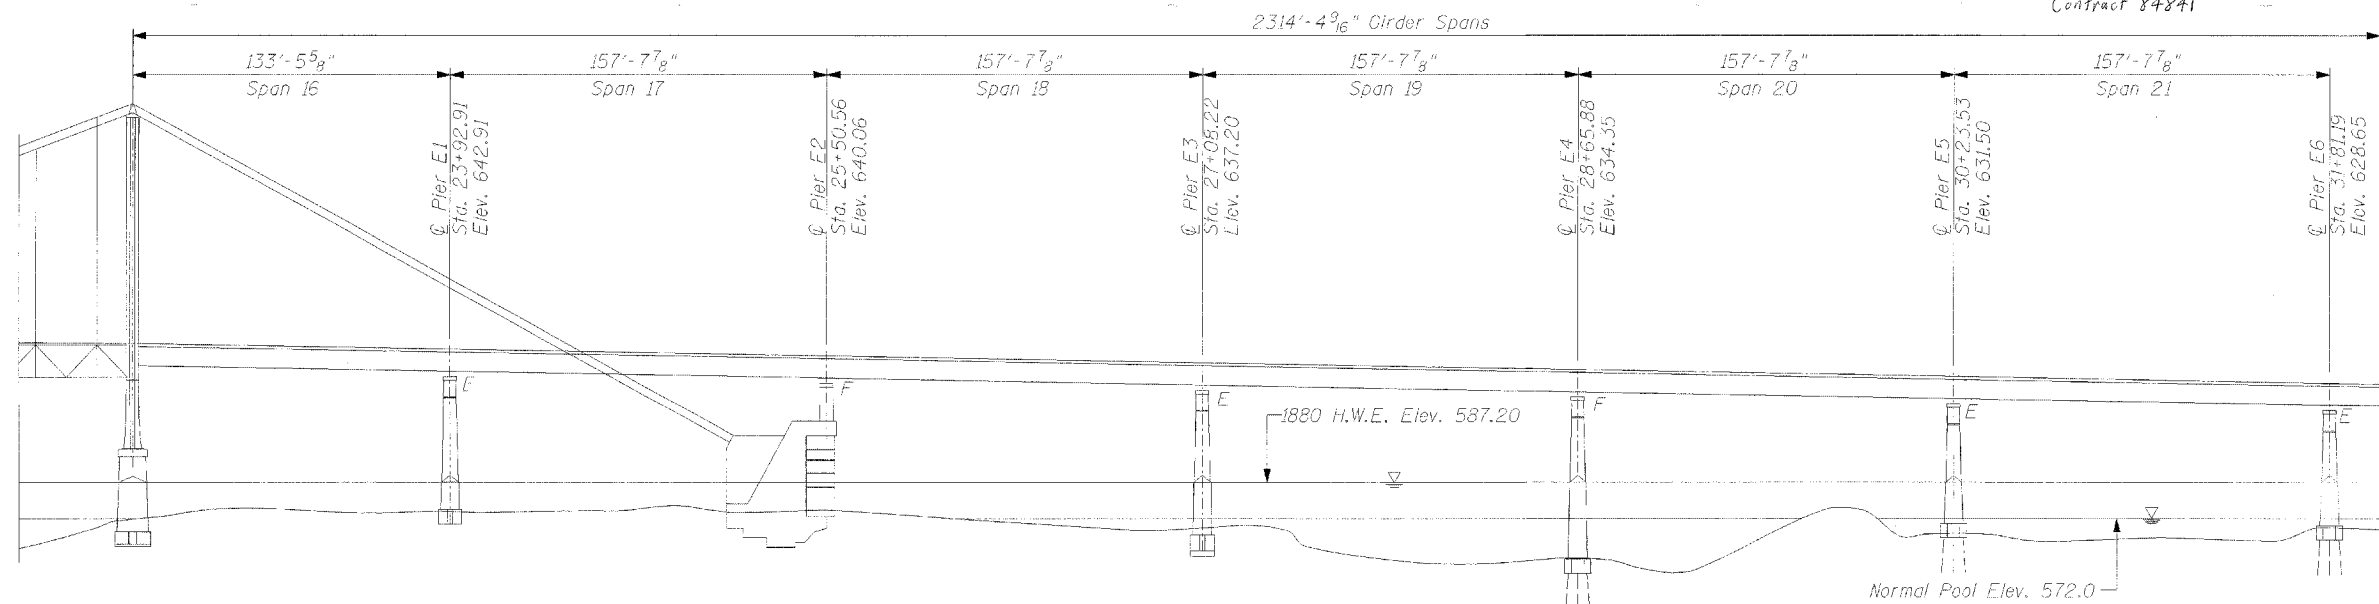 Contract 84841
2314'-4 9/16" Girder Spans
133'-5 5/8"
Span 16
157'-7 7/8"
Span 17
157'-7 7/8"
Span 18
157'-7 7/8"
Span 19
157'-7 7/8"
Span 20
157'-7 7/8"
Span 21
℄ Pier E1
Sta. 23+92.91
Elev. 642.91
℄ Pier E2
Sta. 25+50.56
Elev. 640.06
℄ Pier E3
Sta. 27+08.22
Elev. 637.20
℄ Pier E4
Sta. 28+65.88
Elev. 634.35
℄ Pier E5
Sta. 30+23.53
Elev. 631.50
℄ Pier E6
Sta. 31+81.19
Elev. 628.65
E
F
E
F
E
E
1880 H.W.E. Elev. 587.20
Normal Pool Elev. 572.0